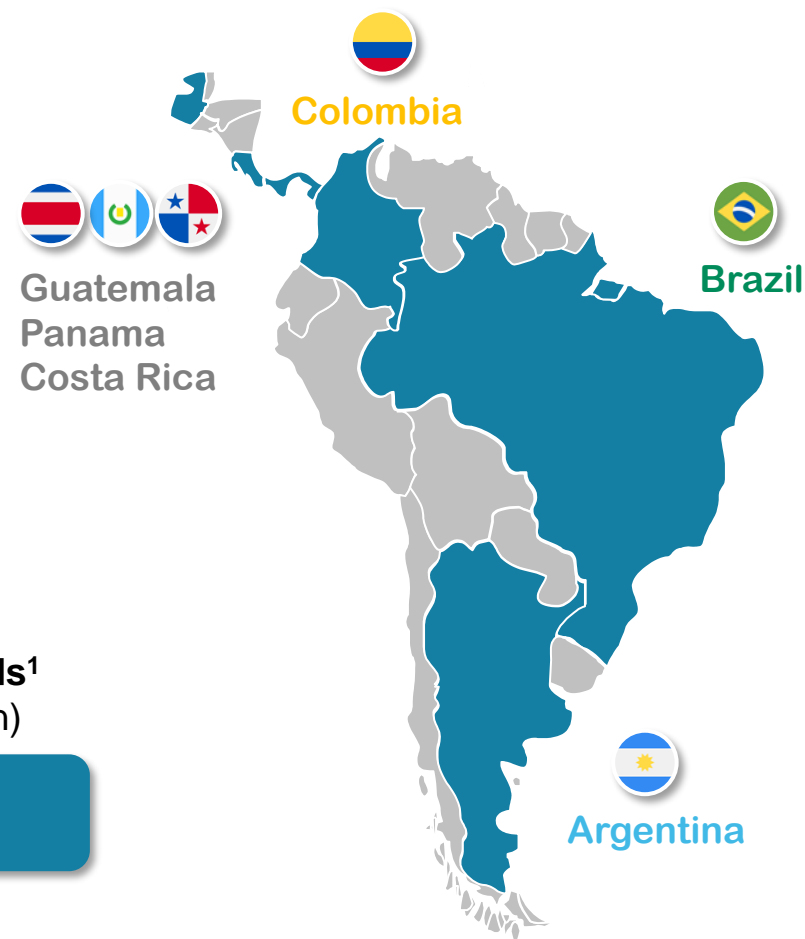 Colombia
Brazil
Guatemala
Panama
Costa Rica
ls¹
n)
Argentina